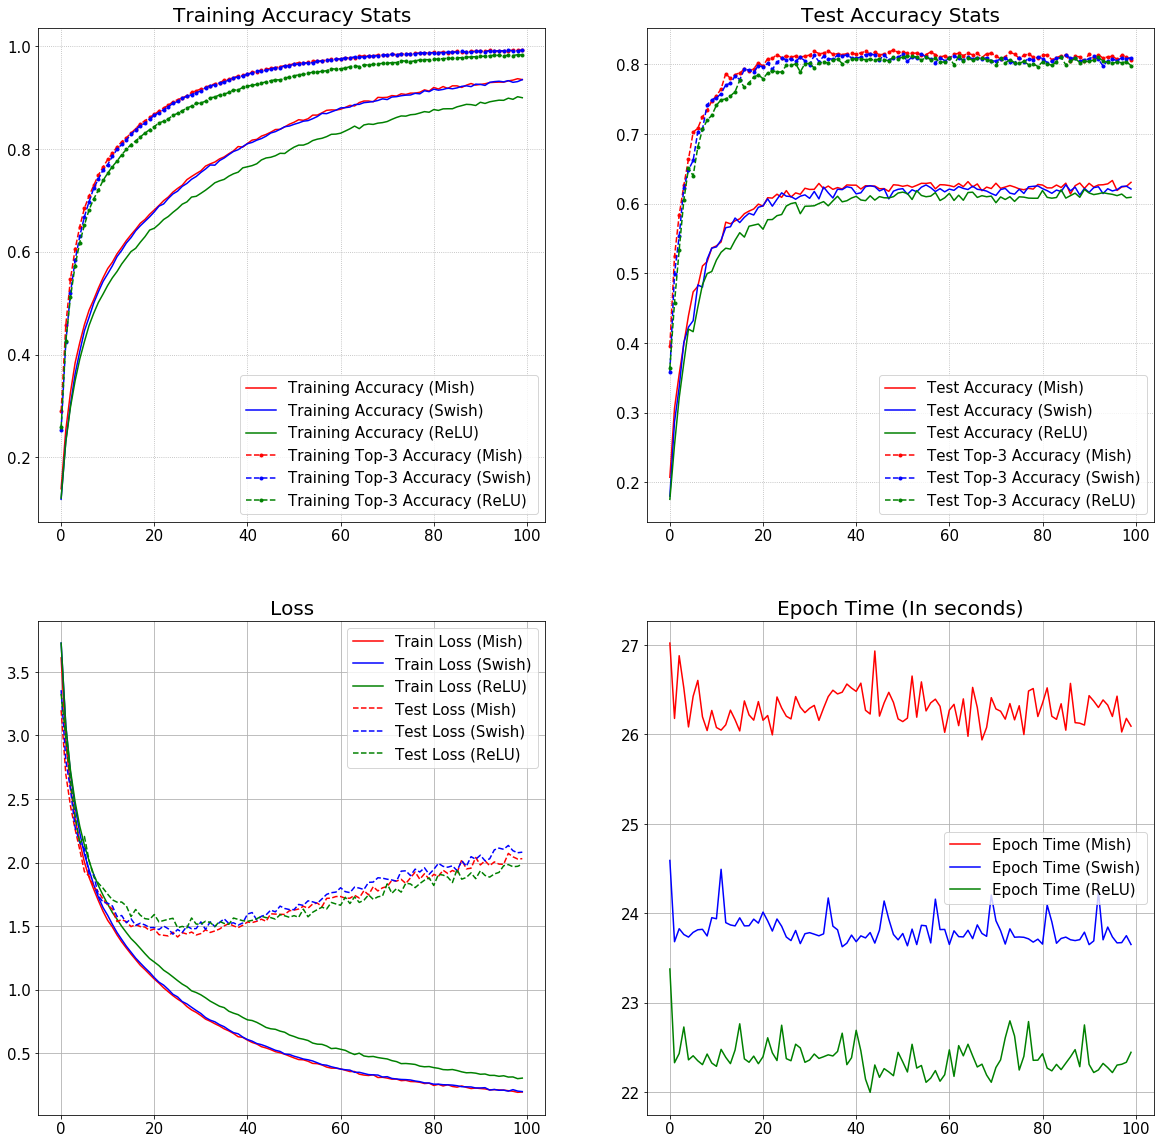 Training Accuracy Stats
1.0
0.8
0.6
0.4
0.2
0 20 40 60 80 100
Training Accuracy (Mish)
Training Accuracy (Swish)
Training Accuracy (ReLU)
Training Top-3 Accuracy (Mish)
Training Top-3 Accuracy (Swish)
Training Top-3 Accuracy (ReLU)
Test Accuracy Stats
0.8
0.7
0.6
0.5
0.4
0.3
0.2
0 20 40 60 80 100
Test Accuracy (Mish)
Test Accuracy (Swish)
Test Accuracy (ReLU)
Test Top-3 Accuracy (Mish)
Test Top-3 Accuracy (Swish)
Test Top-3 Accuracy (ReLU)
Loss
3.5
3.0
2.5
2.0
1.5
1.0
0.5
0 20 40 60 80 100
Train Loss (Mish)
Train Loss (Swish)
Train Loss (ReLU)
Test Loss (Mish)
Test Loss (Swish)
Test Loss (ReLU)
Epoch Time (In seconds)
27
26
25
24
23
22
0 20 40 60 80 100
Epoch Time (Mish)
Epoch Time (Swish)
Epoch Time (ReLU)